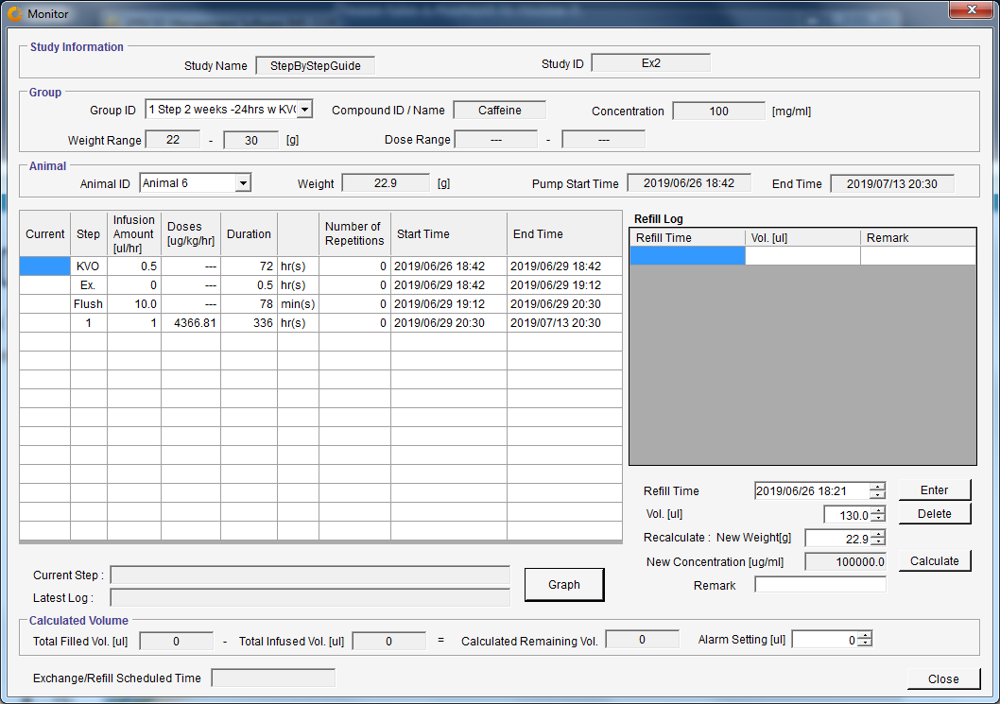 Monitor
Study Information
Study Name StepByStepGuide Study ID Ex2
Group
Group ID 1 Step 2 weeks -24hrs w KV Compound ID / Name Caffeine Concentration 100 [mg/ml]
Weight Range 22 - 30 [g] Dose Range --- - ---
Animal
Animal ID Animal 6 Weight 22.9 [g] Pump Start Time 2019/06/26 18:42 End Time 2019/07/13 20:30
Current Step Infusion Amount [ul/hr] Doses [ug/kg/hr] Duration Number of Repetitions Start Time End Time
KVO 0.5 --- 72 hr(s) 0 2019/06/26 18:42 2019/06/29 18:42
Ex. 0 --- 0.5 hr(s) 0 2019/06/29 18:42 2019/06/29 19:12
Flush 10.0 --- 78 min(s) 0 2019/06/29 19:12 2019/06/29 20:30
1 1 4366.81 336 hr(s) 0 2019/06/29 20:30 2019/07/13 20:30
Refill Log
Refill Time Vol. [ul] Remark
Refill Time 2019/06/26 18:21 Enter
Vol. [ul] 130.0 Delete
Recalculate : New Weight[g] 22.9
New Concentration [ug/ml] 100000.0 Calculate
Remark
Current Step :
Latest Log :
Graph
Calculated Volume
Total Filled Vol. [ul] 0 - Total Infused Vol. [ul] 0 = Calculated Remaining Vol. 0 Alarm Setting [ul] 0
Exchange/Refill Scheduled Time
Close